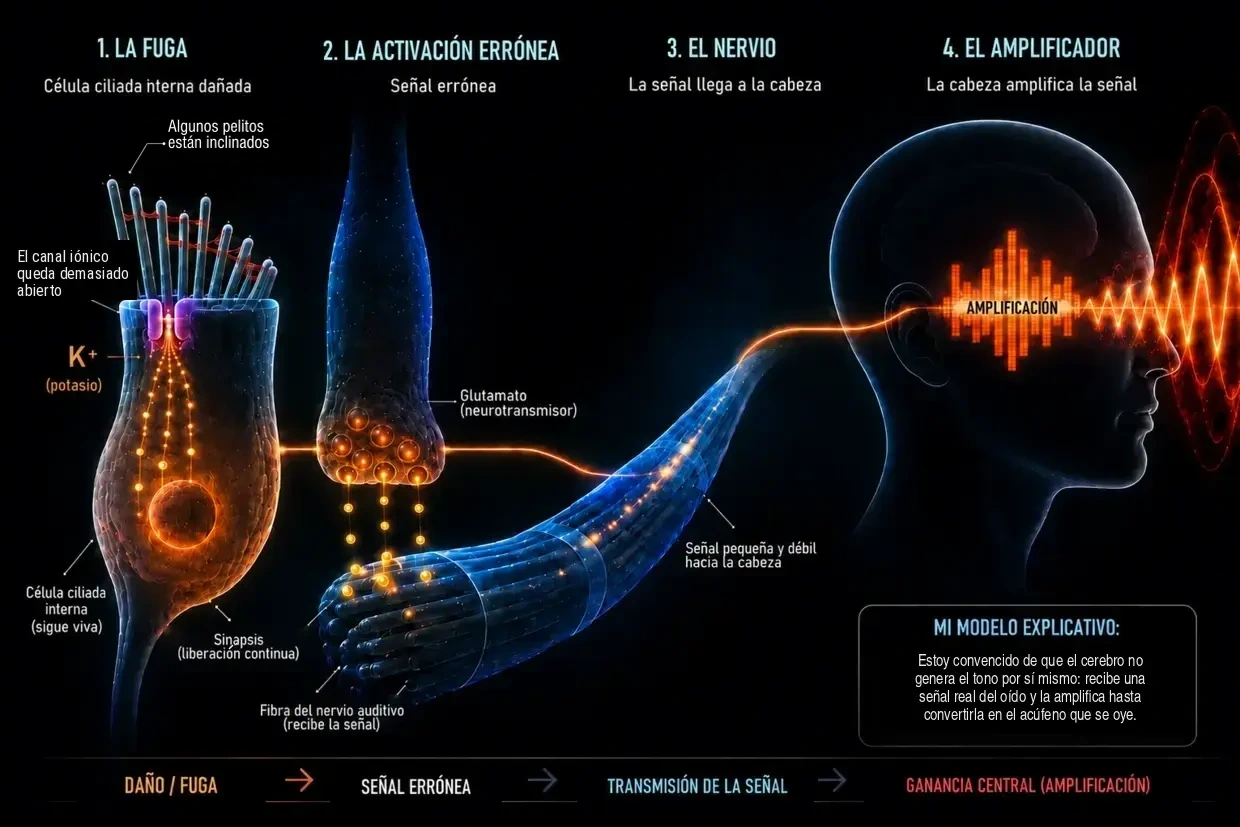 1. LA FUGA
Célula ciliada interna dañada
2. LA ACTIVACIÓN ERRÓNEA
Señal errónea
3. EL NERVIO
La señal llega a la cabeza
4. EL AMPLIFICADOR
La cabeza amplifica la señal
Algunos pelitos
están inclinados
El canal iónico
queda demasiado
abierto
K+
(potasio)
Célula ciliada
interna
(sigue viva)
Sinapsis
(liberación continua)
Glutamato
(neurotransmisor)
Fibra del nervio auditivo
(recibe la señal)
Señal pequeña y débil
hacia la cabeza
AMPLIFICACIÓN
MI MODELO EXPLICATIVO:
Estoy convencido de que el cerebro no
genera el tono por sí mismo: recibe una
señal real del oído y la amplifica hasta
convertirla en el acúfeno que se oye.
DAÑO / FUGA
SEÑAL ERRÓNEA
TRANSMISIÓN DE LA SEÑAL
GANANCIA CENTRAL (AMPLIFICACIÓN)